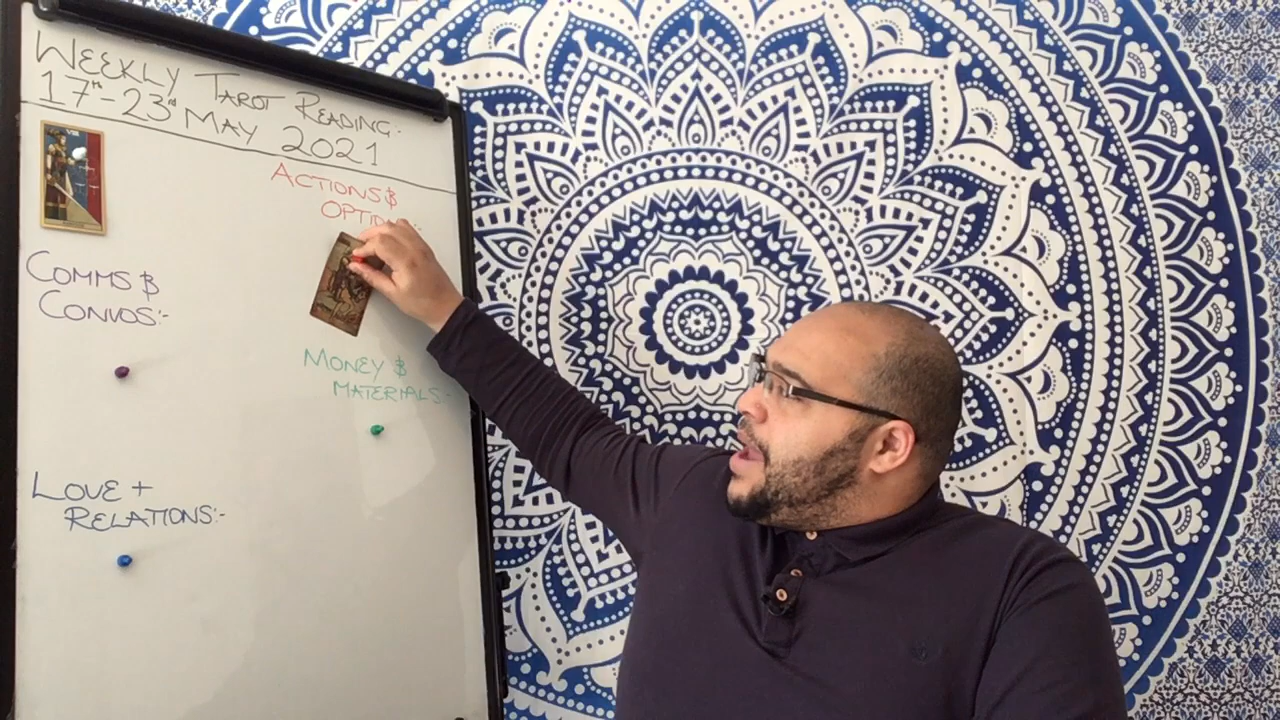 WEEKLY TAROT READING:-
17th-23rd MAY 2021
ACTIONS &
COMMS &
CONVOS:-
MONEY &
MATERIALS:-
LOVE +
RELATIONS:-